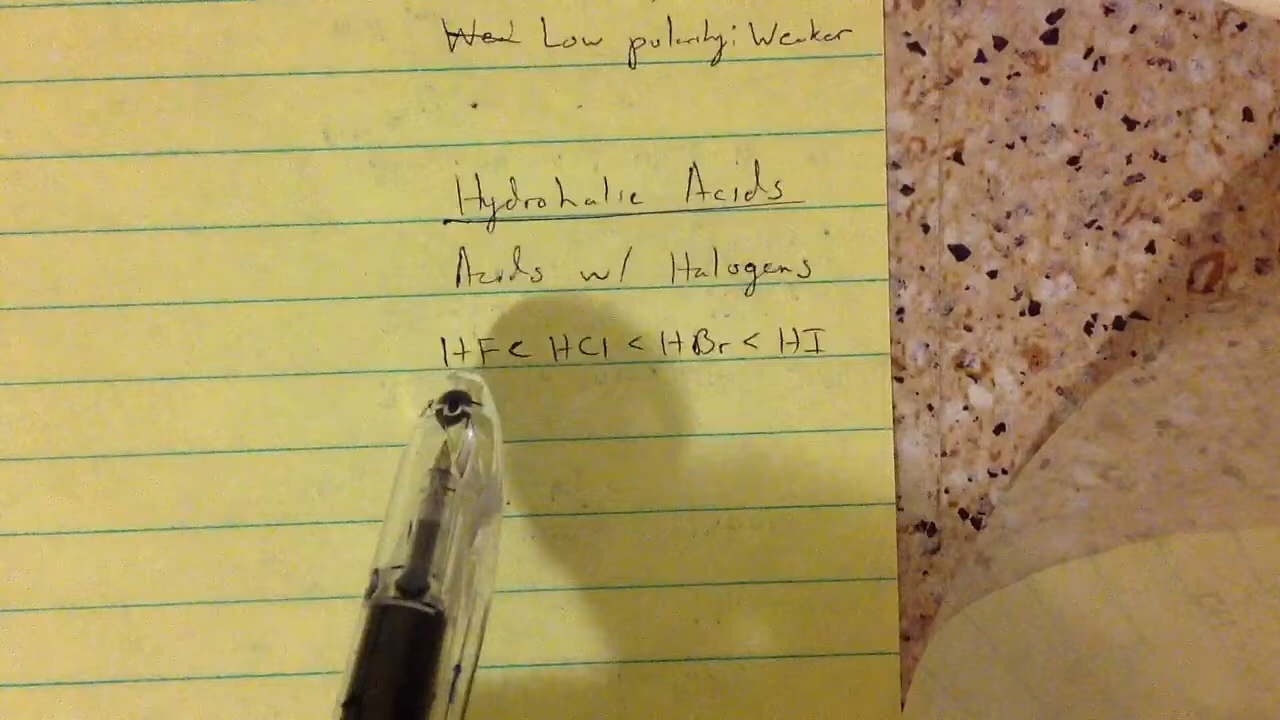 Low polarity: Weaker
Hydrohalic Acids
Acids w/ Halogens
HF < HCl < HBr < HI